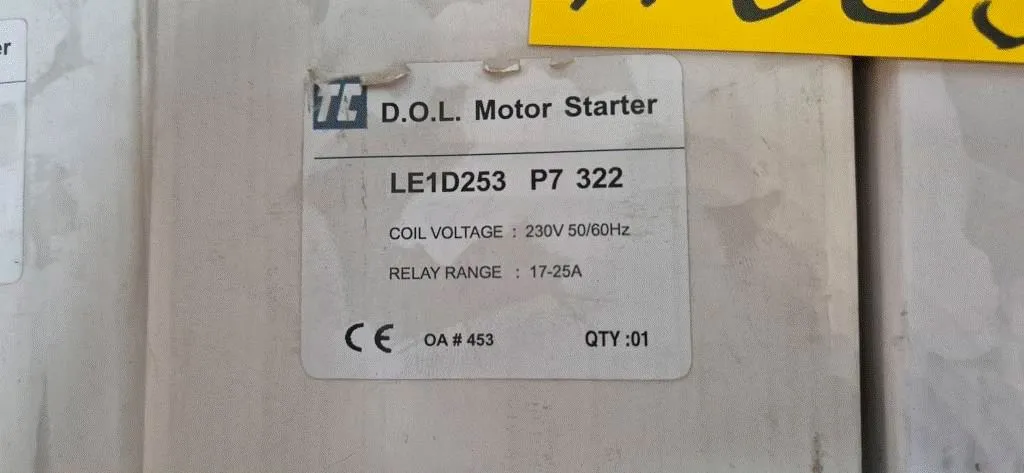 er
TC
D.O.L. Motor Starter
LE1D253 P7 322
COIL VOLTAGE : 230V 50/60Hz
RELAY RANGE : 17-25A
CE OA # 453 QTY :01